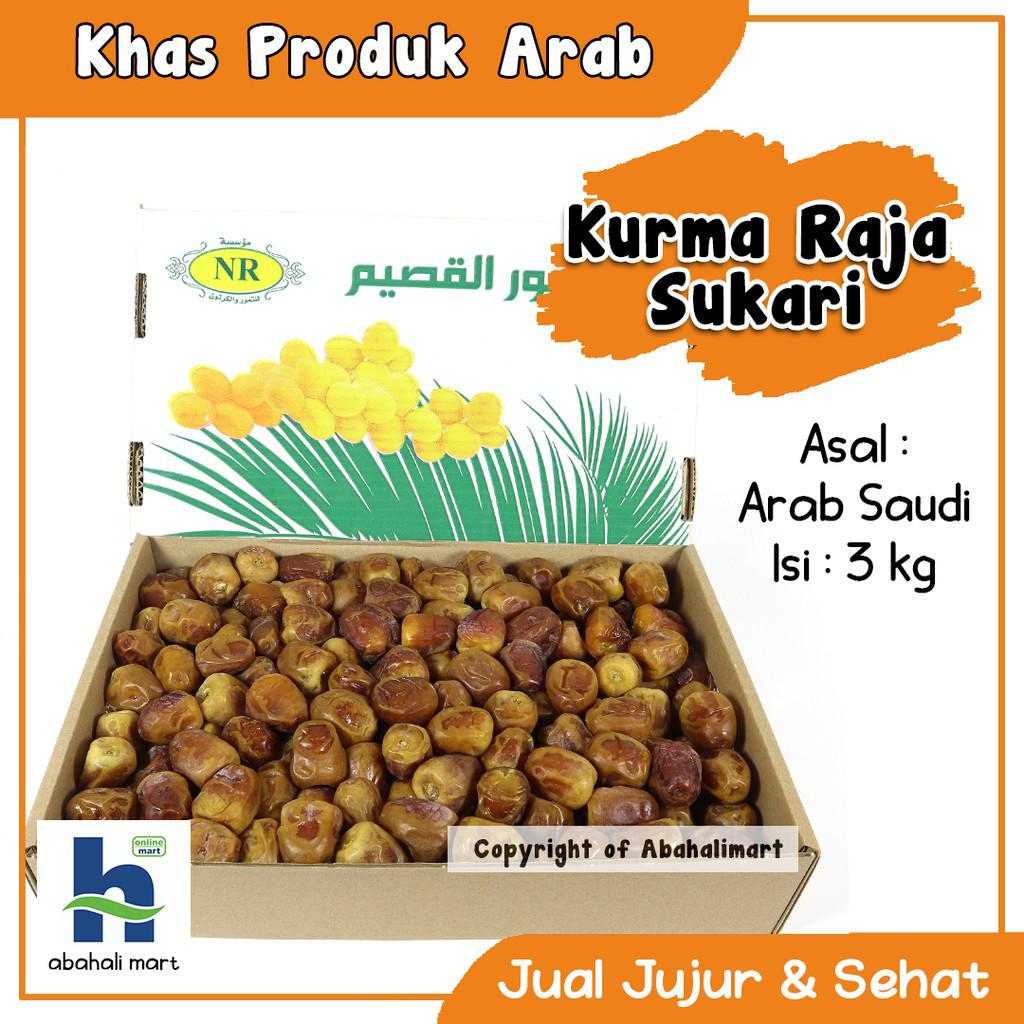 Khas Produk Arab
Kurma Raja
Sukari
مؤسسة
NR
للتمور والكرتون
القصيم
Asal :
Arab Saudi
Isi : 3 kg
Copyright of Abahalimart
online
mart
h
abahali mart
Jual Jujur & Sehat